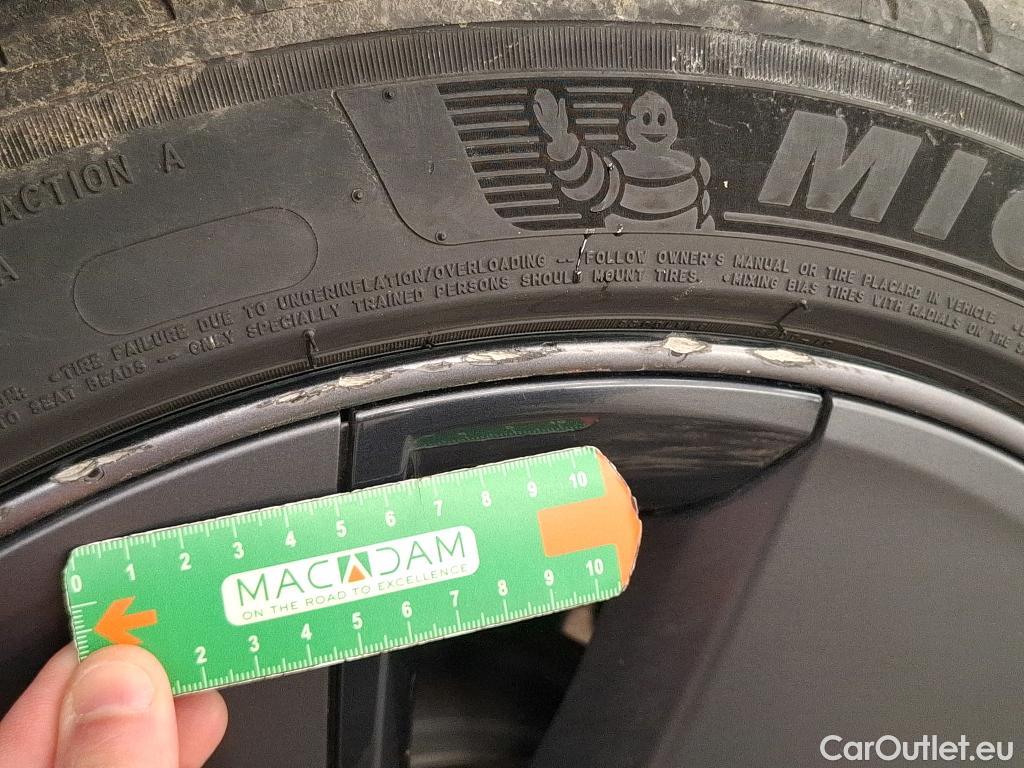 ACTION A
A
MIC
TIRE FAILURE DUE TO UNDERINFLATION/OVERLOADING -- FOLLOW OWNER'S MANUAL OR TIRE PLACARD IN VEHICLE.
TO SEAT BEADS -- ONLY SPECIALLY TRAINED PERSONS SHOULD MOUNT TIRES. •MIXING BIAS TIRES WITH RADIALS ON THE
0 1 2 3 4 5 6 7 8 9 10
MACADAM
ON THE ROAD TO EXCELLENCE
2 3 4 5 6 7 8 9 10
CarOutlet.eu